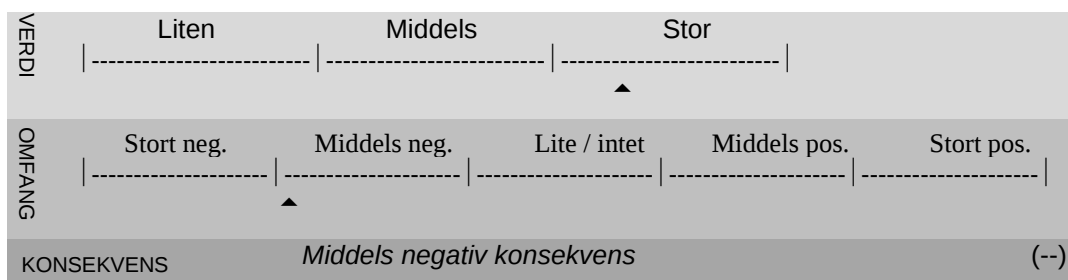 VERDI
Liten Middels Stor
|---------------------------|---------------------------|---------------------------|
OMFANG
Stort neg. Middels neg. Lite / intet Middels pos. Stort pos.
|----------------------|----------------------|----------------------|----------------------|----------------------|
KONSEKVENS Middels negativ konsekvens (--)